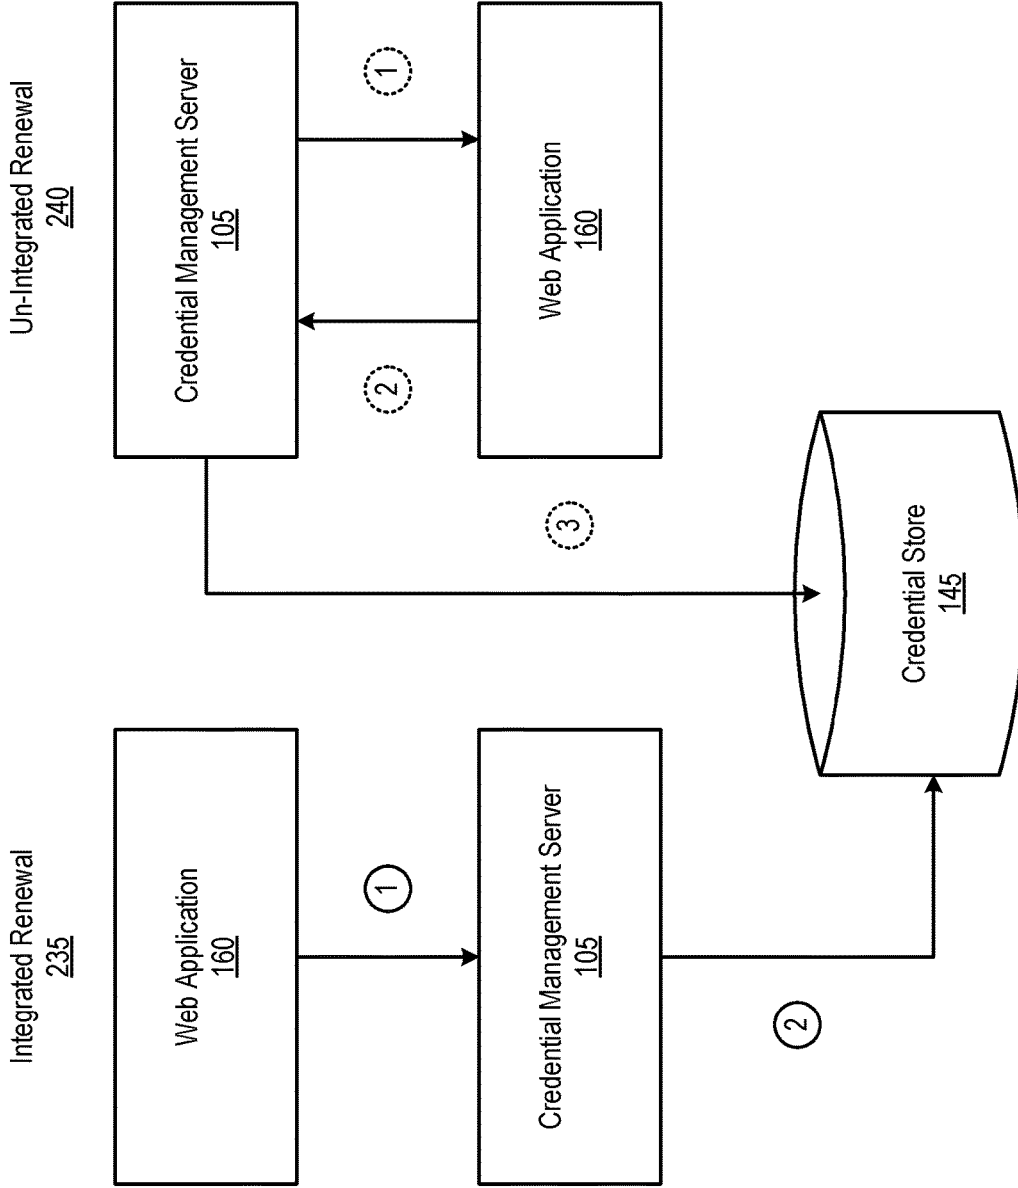 Integrated Renewal
235
Web Application
160
1
Credential Management Server
105
2
Un-Integrated Renewal
240
Credential Management Server
105
1
2
Web Application
160
3
Credential Store
145